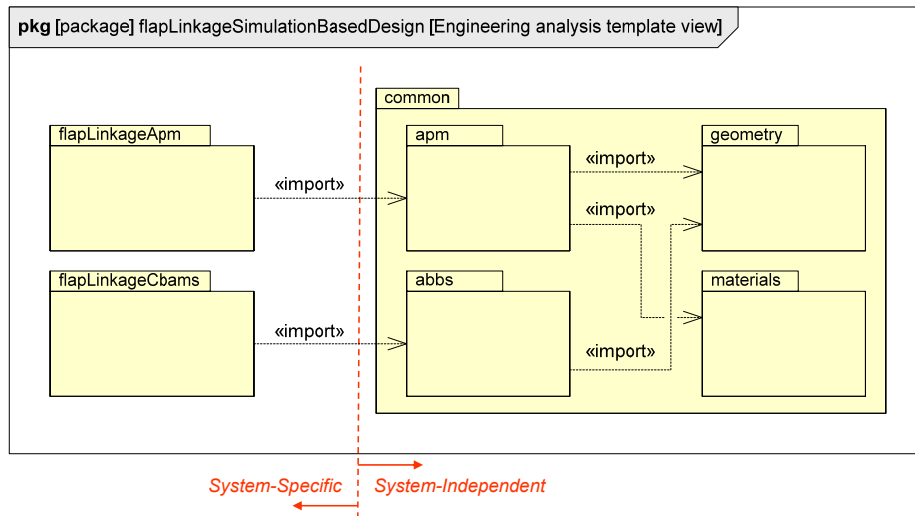 pkg [package] flapLinkageSimulationBasedDesign [Engineering analysis template view]
common
flapLinkageApm
apm
geometry
«import»
«import»
«import»
flapLinkageCbams
abbs
materials
«import»
«import»
System-Specific
System-Independent